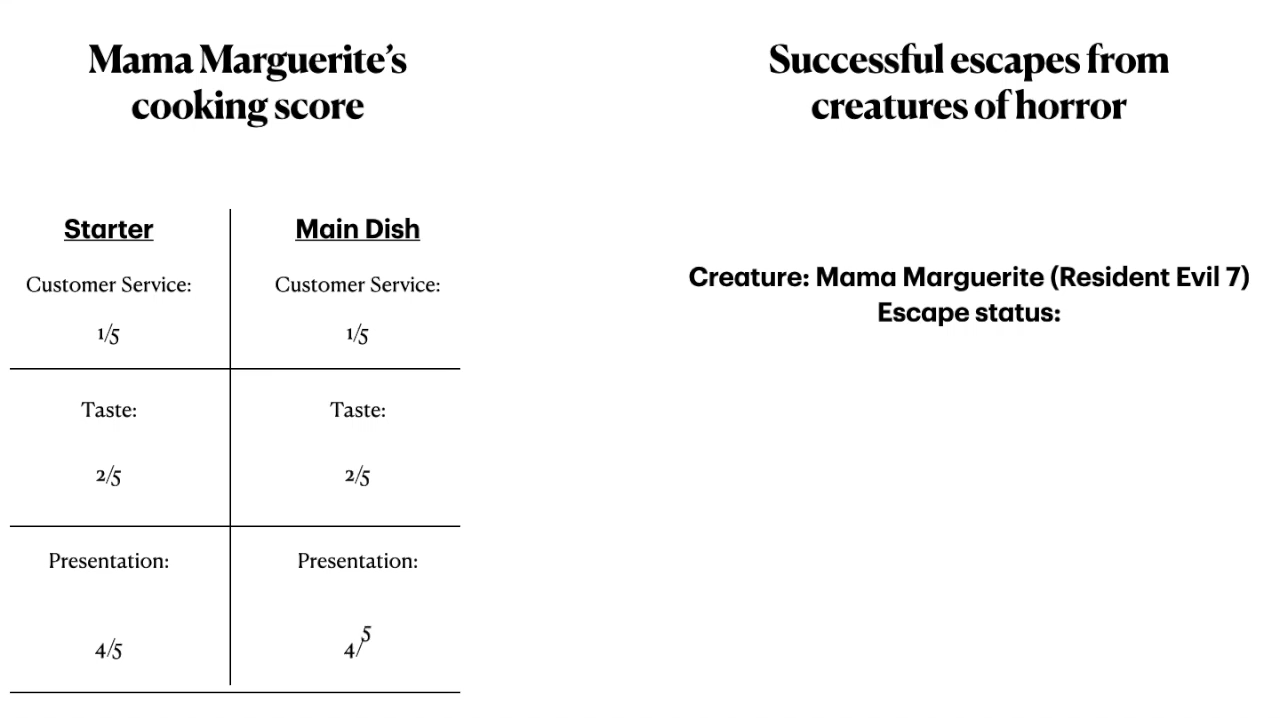 Mama Marguerite’s
cooking score
Successful escapes from
creatures of horror
Starter
Main Dish
Customer Service:
Customer Service:
1/5
1/5
Taste:
Taste:
2/5
2/5
Presentation:
Presentation:
4/5
4/5
Creature: Mama Marguerite (Resident Evil 7)
Escape status: